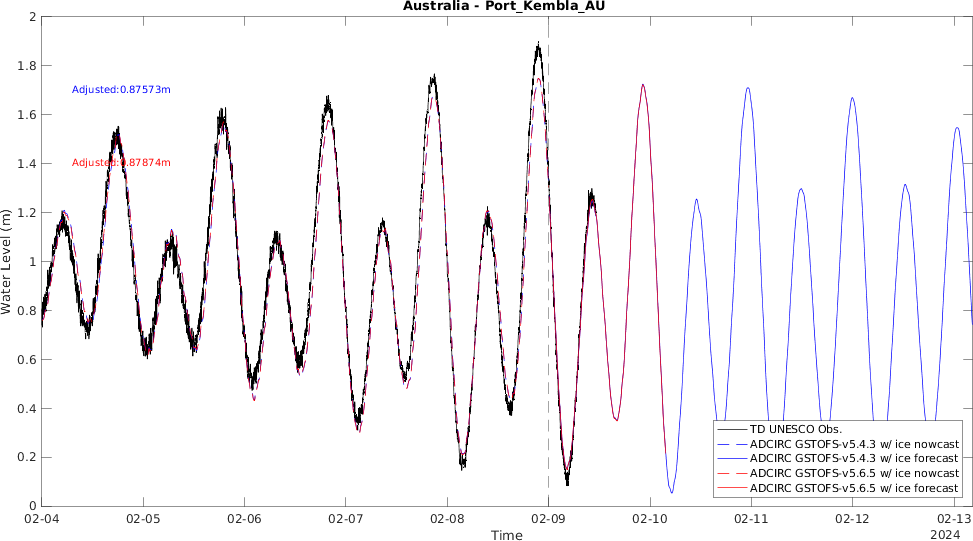 Australia - Port_Kembla_AU
2
1.8
1.6
1.4
1.2
1
0.8
0.6
0.4
0.2
0
Water Level (m)
Adjusted:0.87573m
Adjusted:0.87874m
TD UNESCO Obs.
ADCIRC GSTOFS-v5.4.3 w/ ice nowcast
ADCIRC GSTOFS-v5.4.3 w/ ice forecast
ADCIRC GSTOFS-v5.6.5 w/ ice nowcast
ADCIRC GSTOFS-v5.6.5 w/ ice forecast
02-04 02-05 02-06 02-07 02-08 02-09 02-10 02-11 02-12 02-13
Time
2024